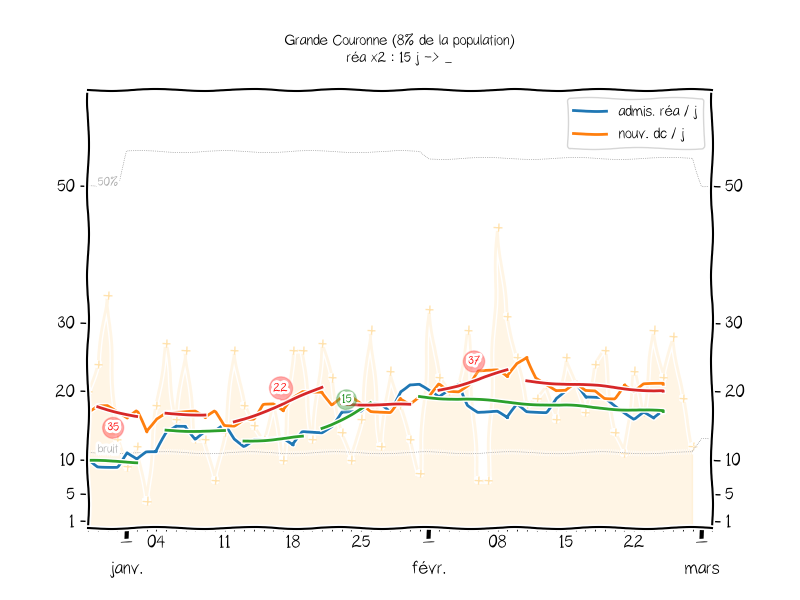 Grande Couronne (8% de la population)
réa x2 : 15 j -> _
admis. réa / j
nouv. dc / j
50%
50
50
37
30
30
22
15
20
20
35
bruit
10
10
5
5
1
1
04 11 18 25 08 15 22
janv. févr. mars